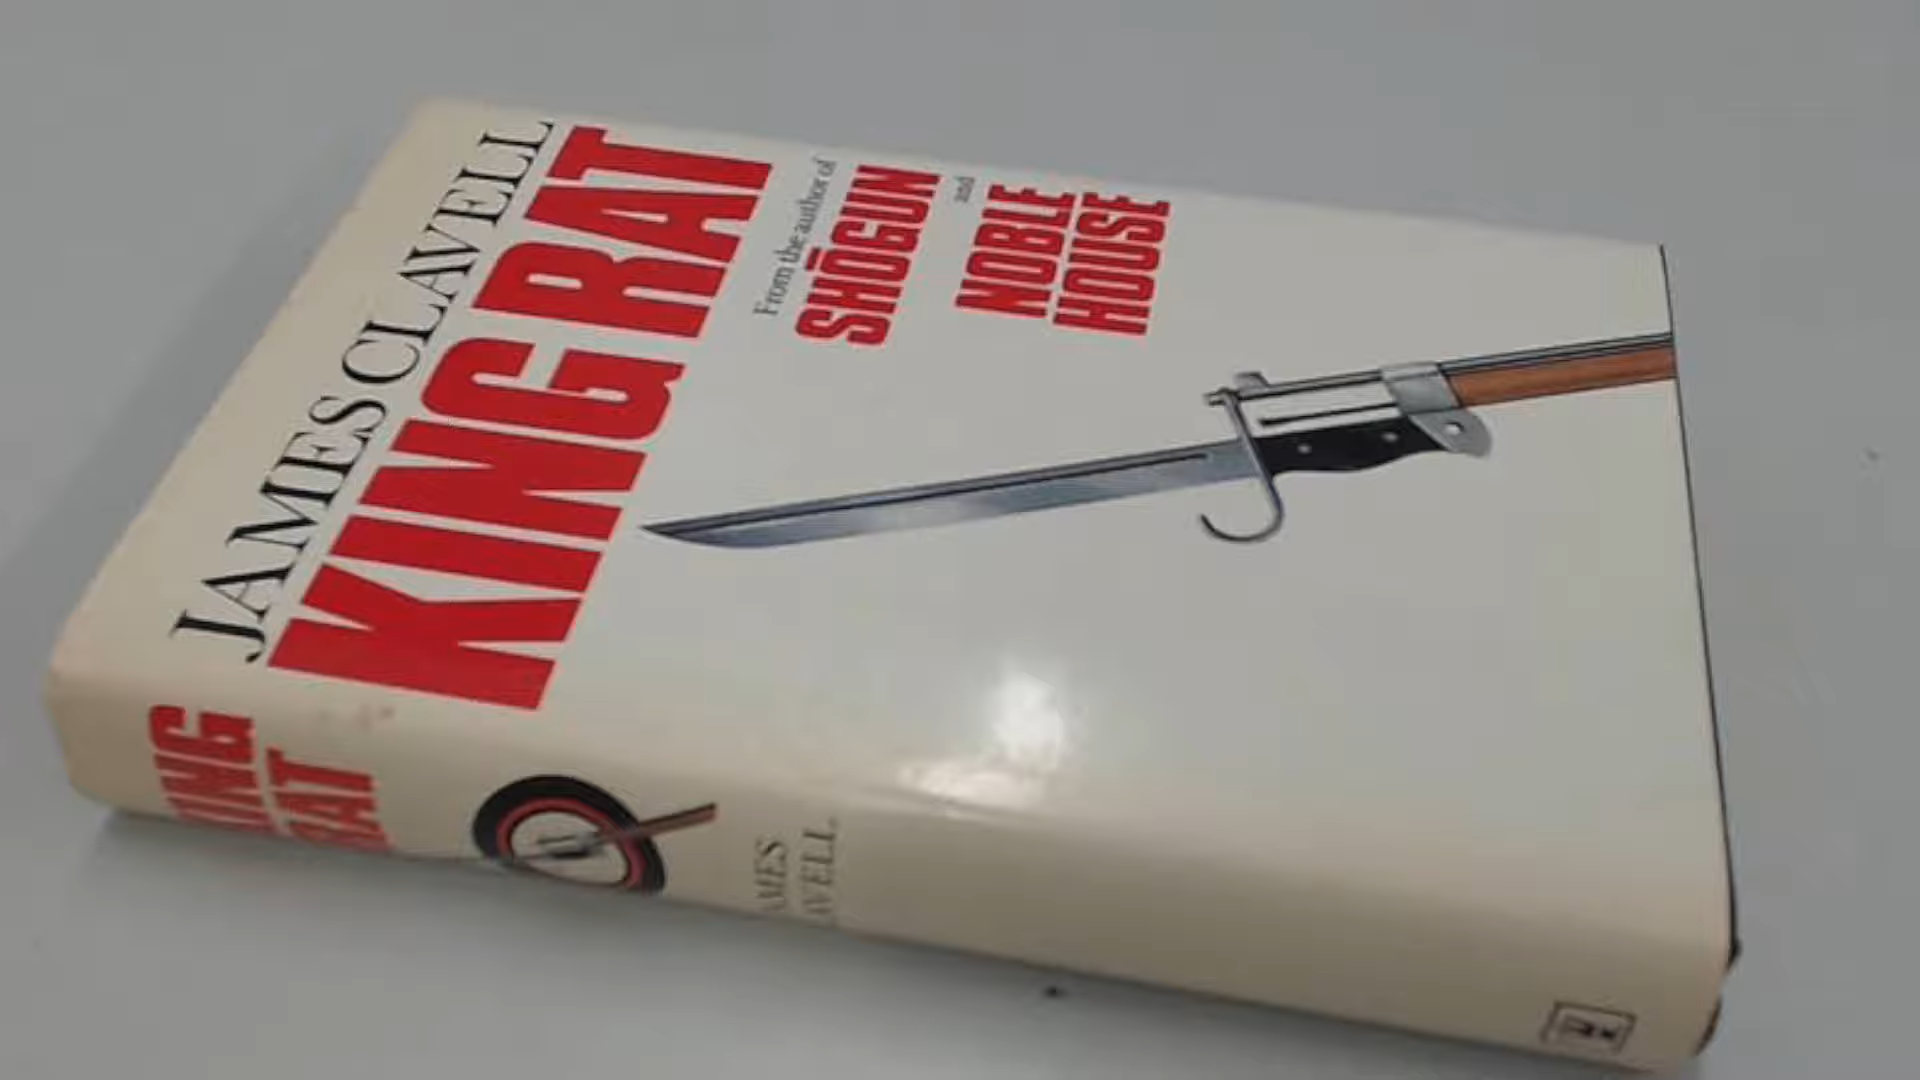 JAMES CLAVELL
KING RAT
From the author of
SHŌGUN
and
NOBLE
HOUSE
KING
RAT
JAMES
CLAVELL